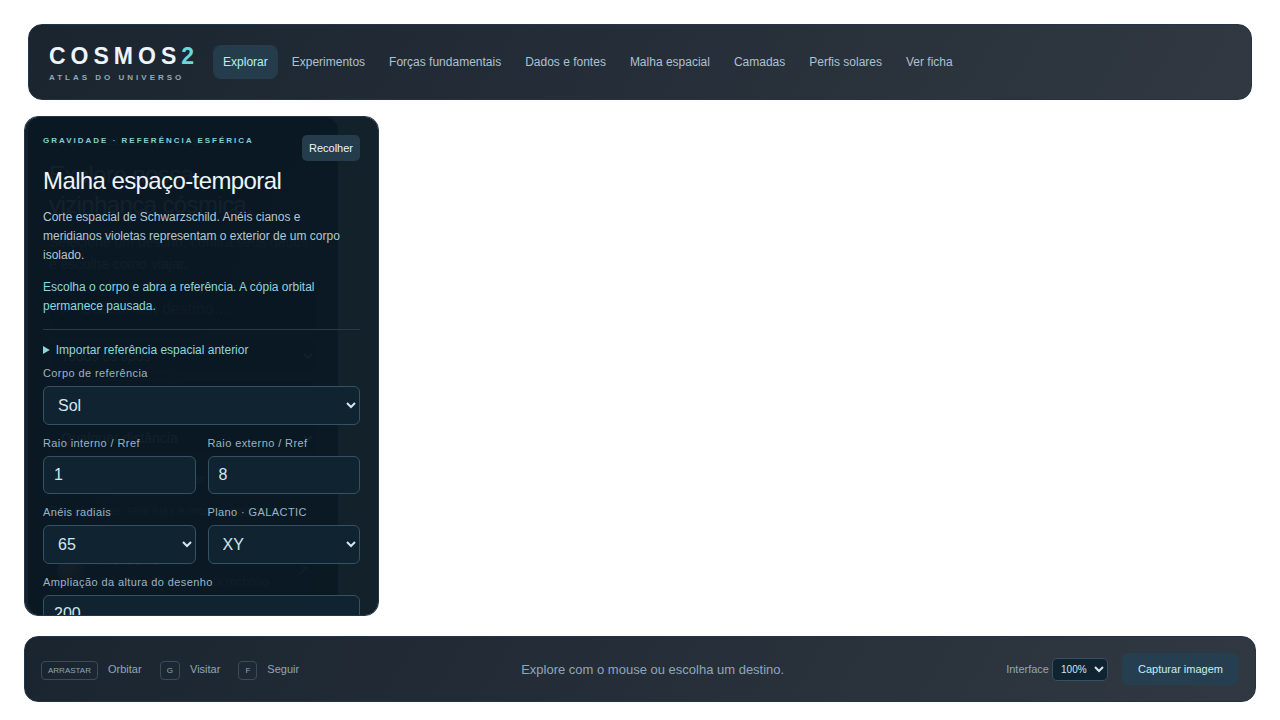 COSMOS2
ATLAS DO UNIVERSO
Explorar
Experimentos
Forças fundamentais
Dados e fontes
Malha espacial
Camadas
Perfis solares
Ver ficha
GRAVIDADE · REFERÊNCIA ESFÉRICA
Recolher
Malha espaço-temporal
vizinhança cósmica
Corte espacial de Schwarzschild. Anéis cianos e
meridianos violetas representam o exterior de um corpo
isolado.
Escolha o corpo e abra a referência. A cópia orbital
permanece pausada.
Importar referência espacial anterior
Corpo de referência
Sol
Raio interno / Rref
Raio externo / Rref
1
8
Anéis radiais
Plano · GALACTIC
65
XY
Ampliação da altura do desenho
200
ARRASTAR Orbitar
G Visitar
F Seguir
Explore com o mouse ou escolha um destino.
Interface
100%
Capturar imagem